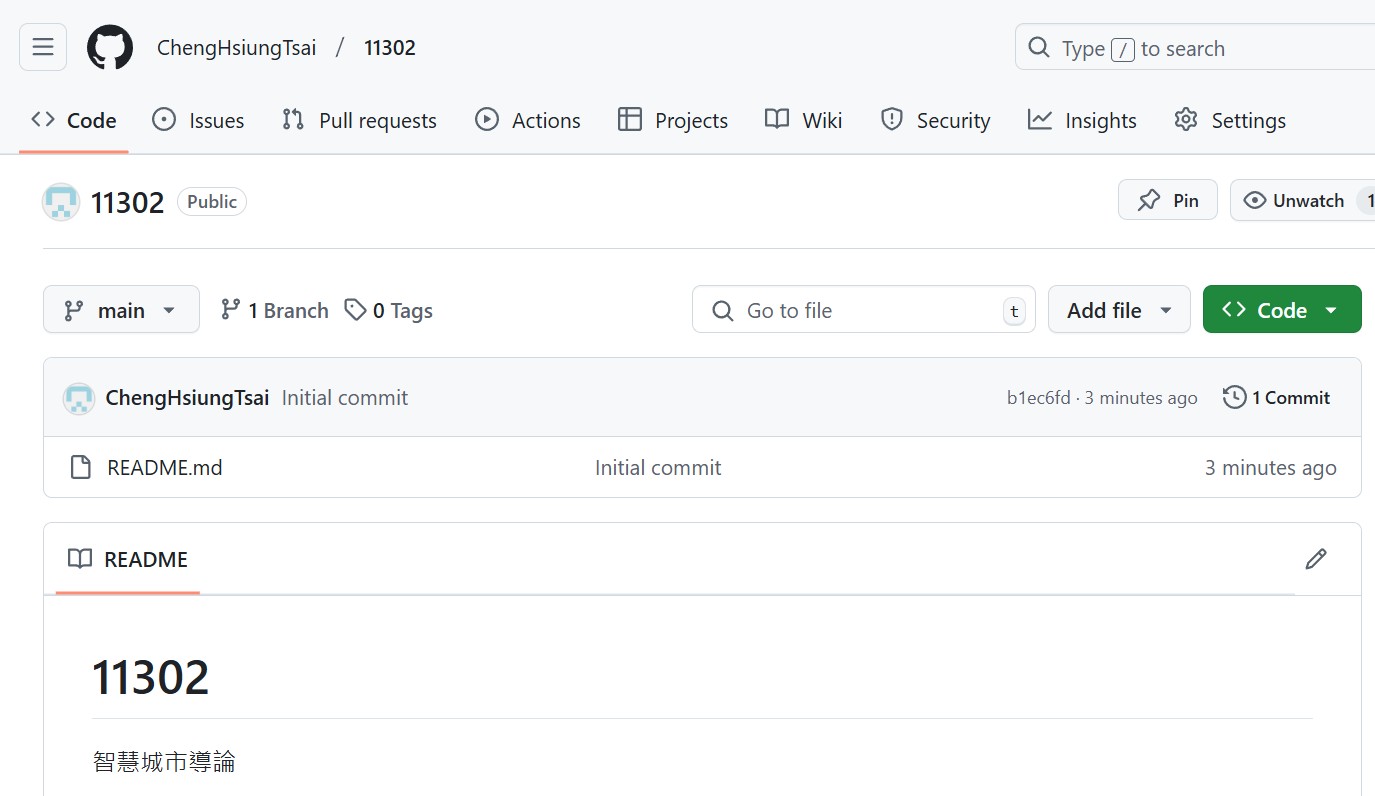 ChengHsiungTsai / 11302
Type / to search
Code Issues Pull requests Actions Projects Wiki Security Insights Settings
11302 Public
Pin Unwatch 1
main 1 Branch 0 Tags
Go to file t Add file Code
ChengHsiungTsai Initial commit b1ec6fd · 3 minutes ago 1 Commit
README.md Initial commit 3 minutes ago
README
11302
智慧城市導論